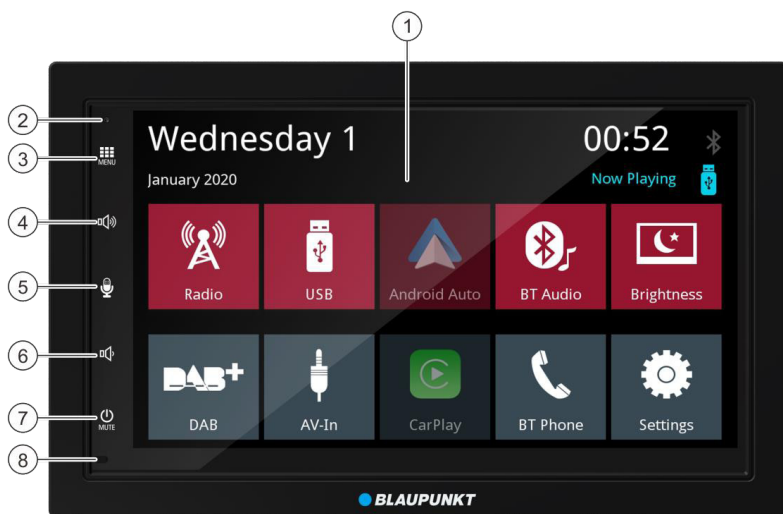 1
Wednesday 1
00:52
January 2020
Now Playing
2
3
MENU
4
5
6
7
MUTE
8
Radio
USB
Android Auto
BT Audio
Brightness
DAB+
DAB
AV-In
CarPlay
BT Phone
Settings
BLAUPUNKT